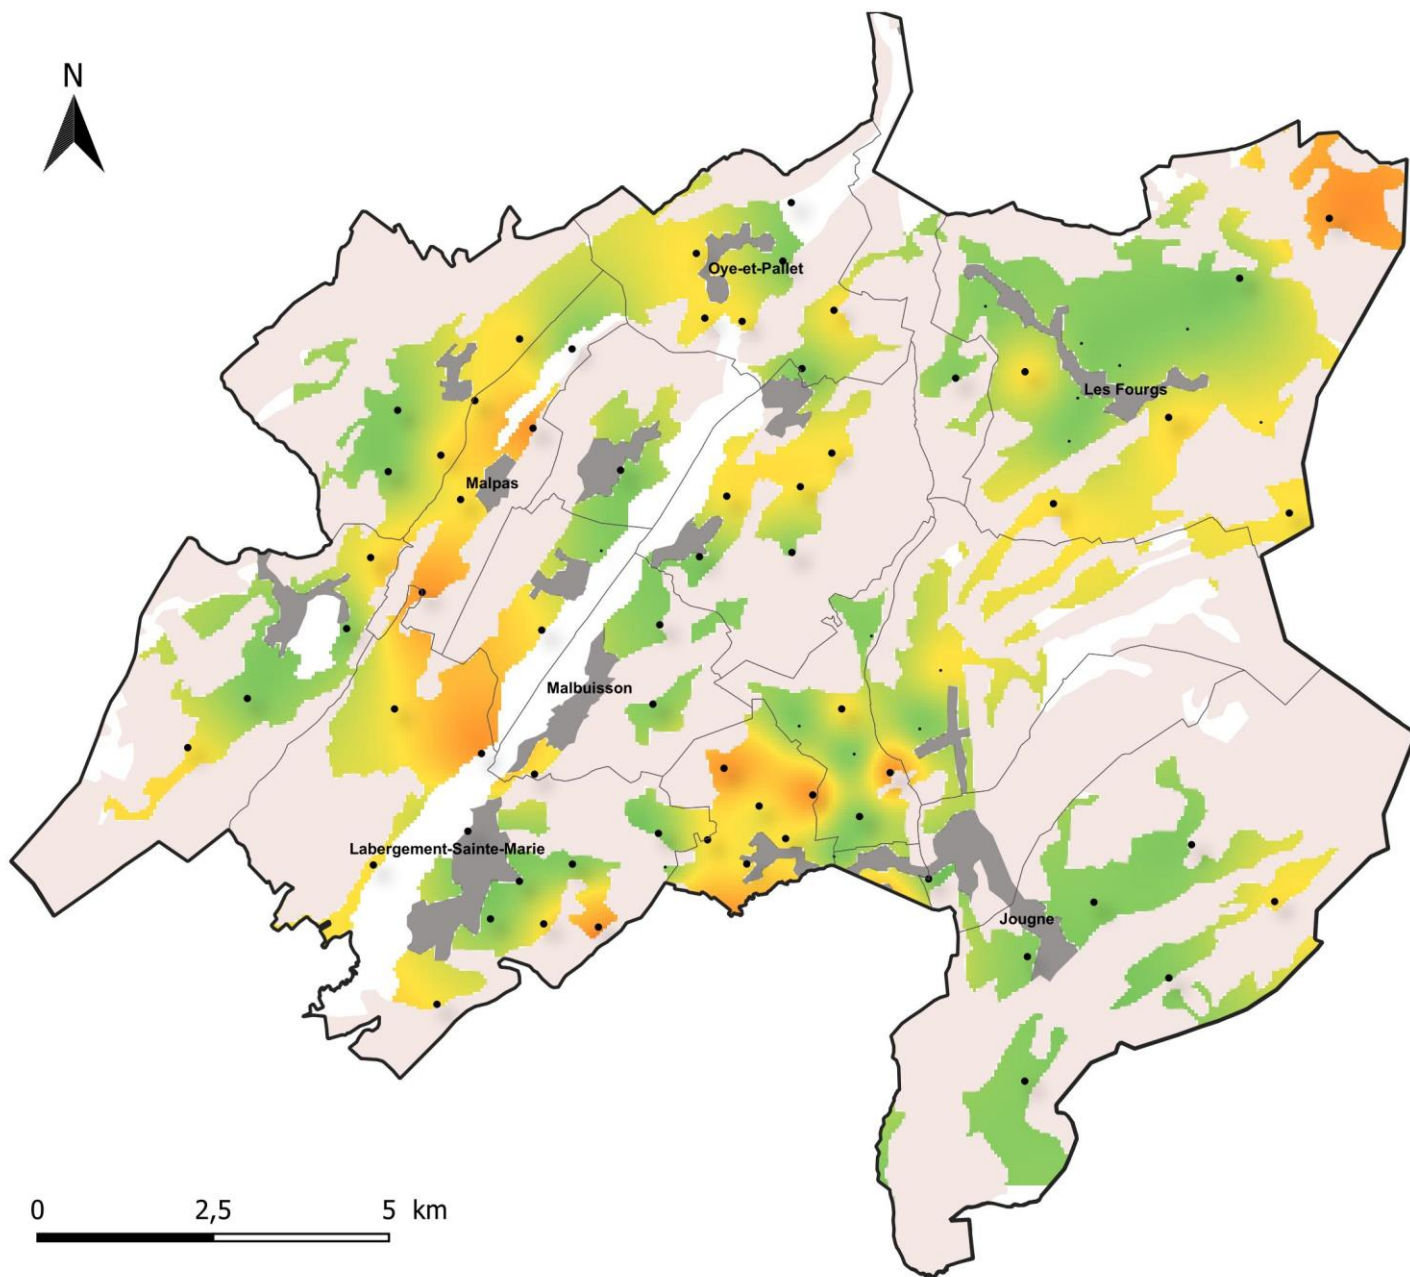 N
Oye-et-Pallet
Les Fourgs
Malpas
Malbuisson
Labergement-Sainte-Marie
Jougne
0 2,5 5 km